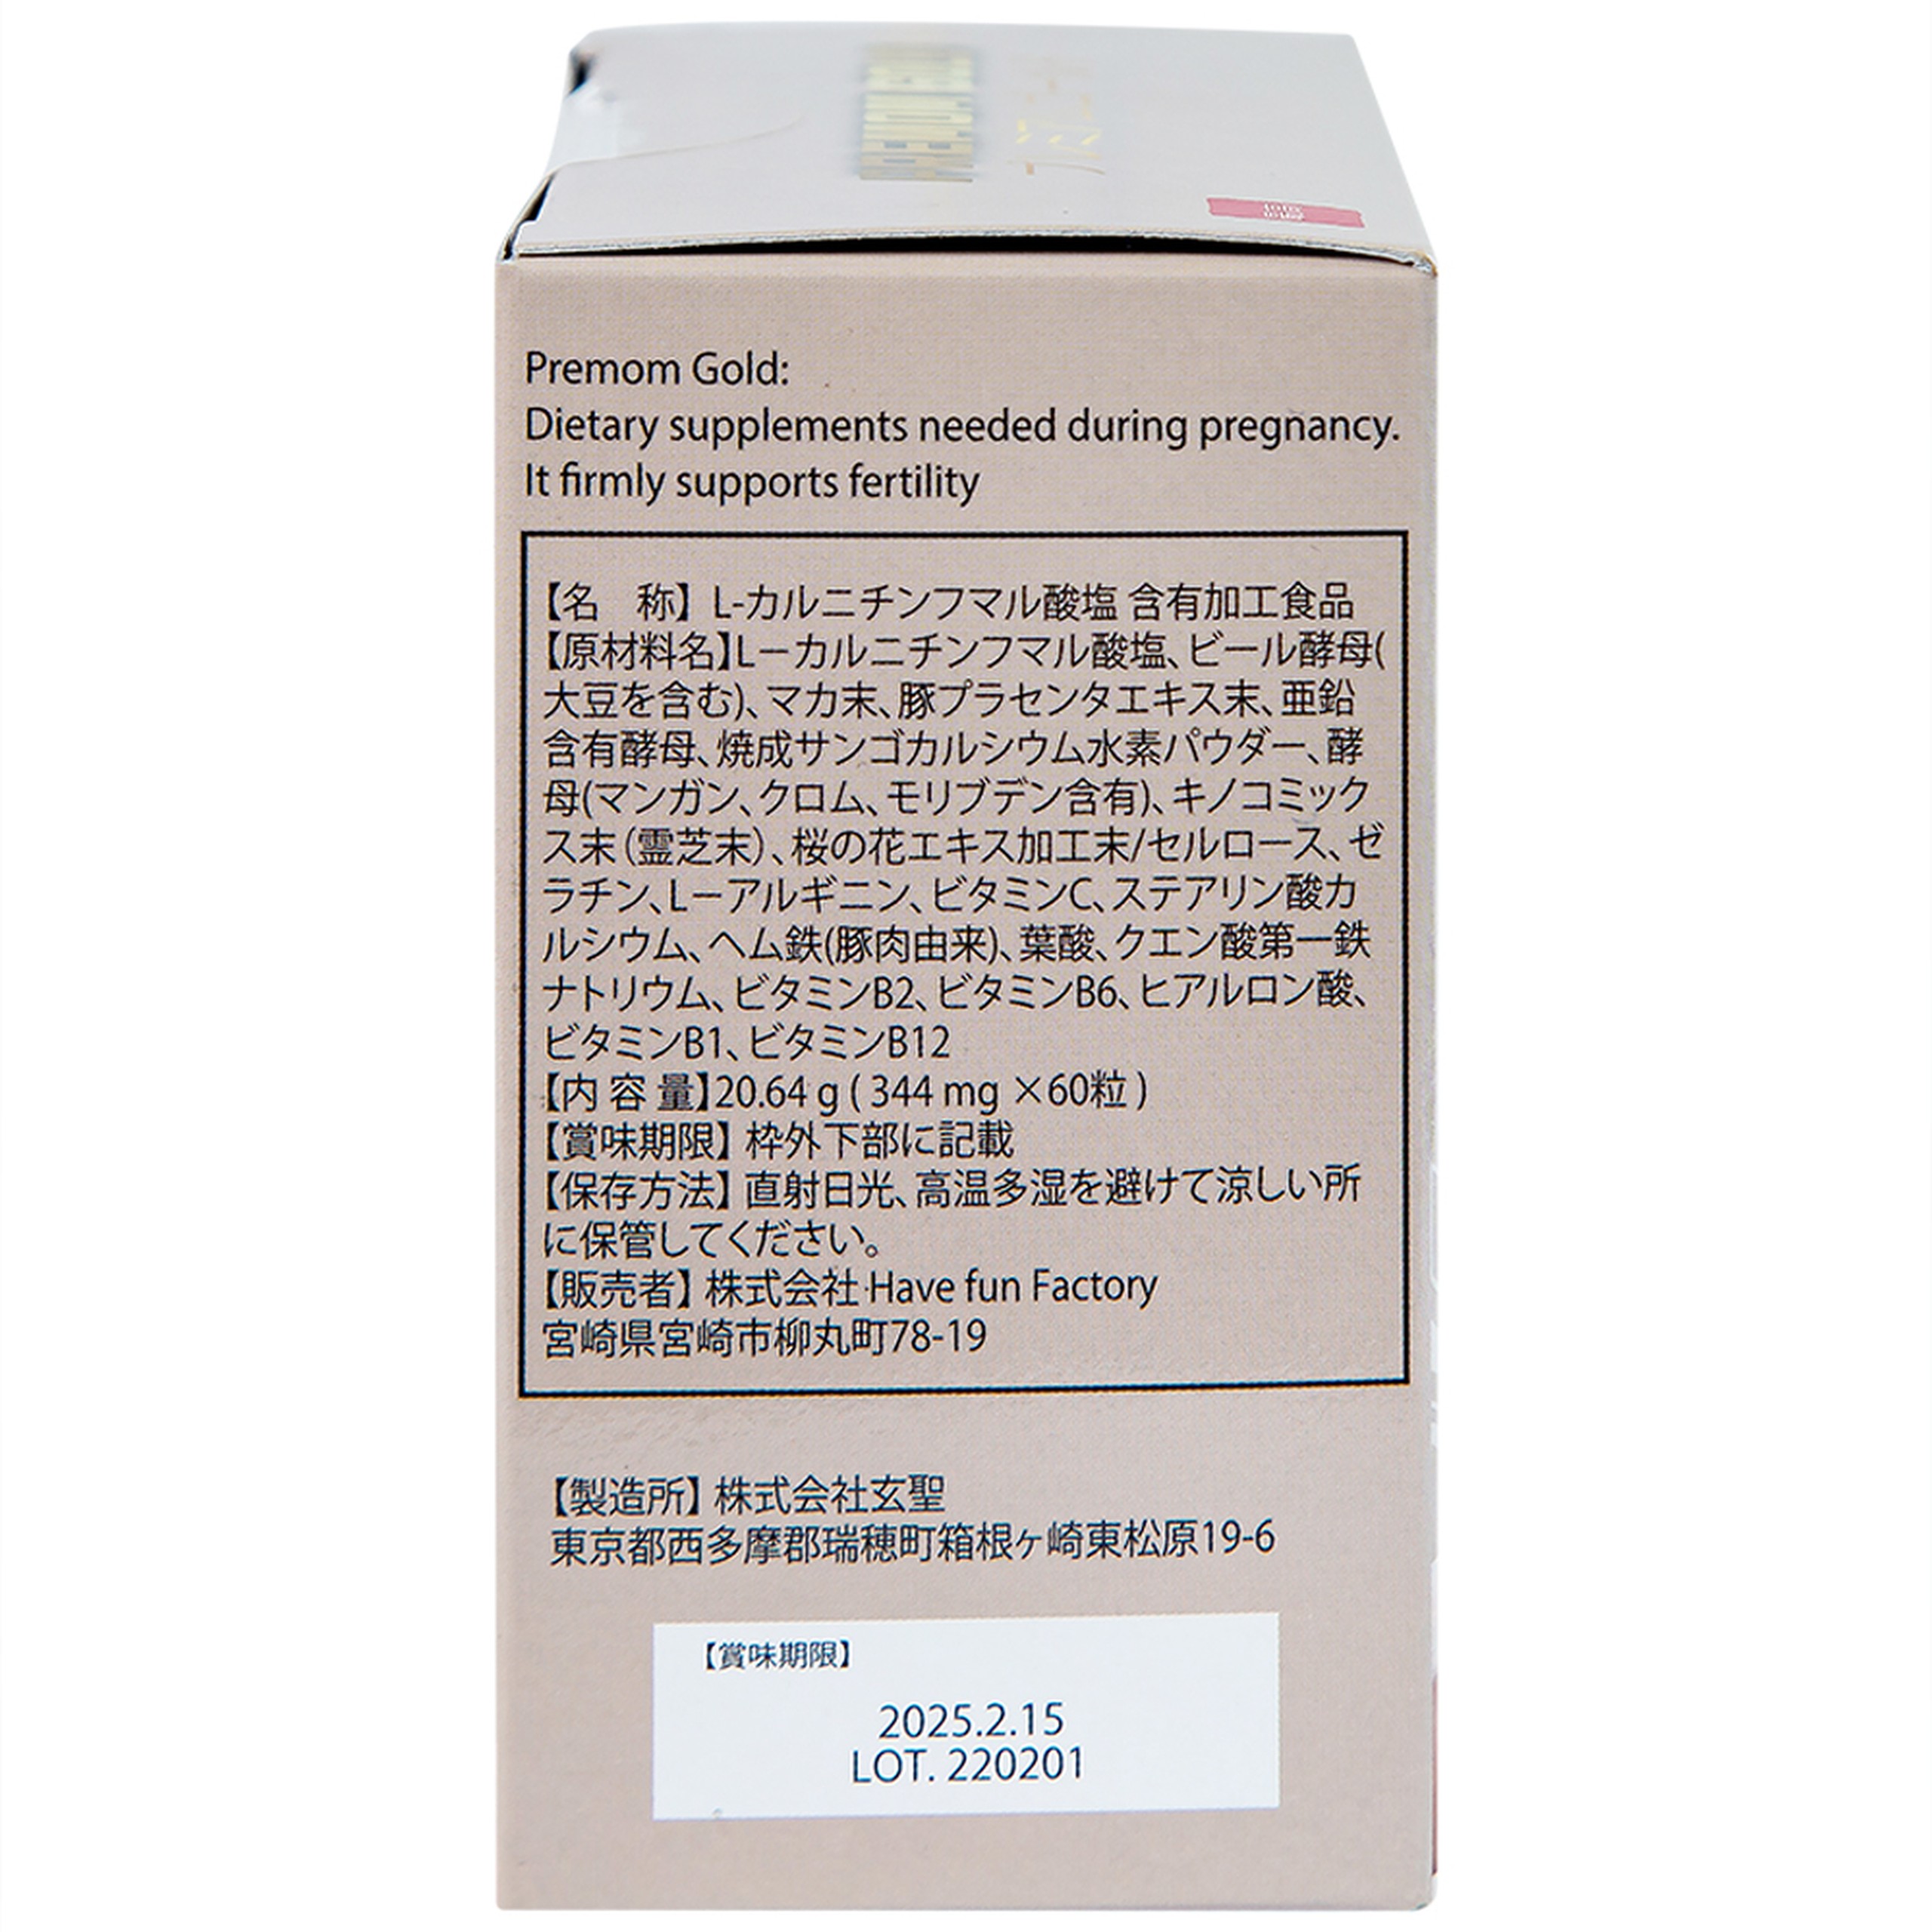 Premom Gold:
Dietary supplements needed during pregnancy.
It firmly supports fertility
【名　称】 L-カルニチンフマル酸塩 含有加工食品
【原材料名】Lーカルニチンフマル酸塩、ビール酵母(
大豆を含む)、マカ末、豚プラセンタエキス末、亜鉛
含有酵母、焼成サンゴカルシウム水素パウダー、酵
母(マンガン、クロム、モリブデン含有)、キノコミック
ス末（霊芝末）、桜の花エキス加工末/セルロース、ゼ
ラチン、Lーアルギニン、ビタミンC、ステアリン酸カ
ルシウム、ヘム鉄(豚肉由来)、葉酸、クエン酸第一鉄
ナトリウム、ビタミンB2、ビタミンB6、ヒアルロン酸、
ビタミンB1、ビタミンB12
【内 容 量】20.64 g ( 344 mg ×60粒 )
【賞味期限】 枠外下部に記載
【保存方法】 直射日光、高温多湿を避けて涼しい所
に保管してください。
【販売者】 株式会社 Have fun Factory
宮崎県宮崎市柳丸町78-19
【製造所】 株式会社玄聖
東京都西多摩郡瑞穂町箱根ヶ崎東松原19-6
【賞味期限】
2025.2.15
LOT. 220201